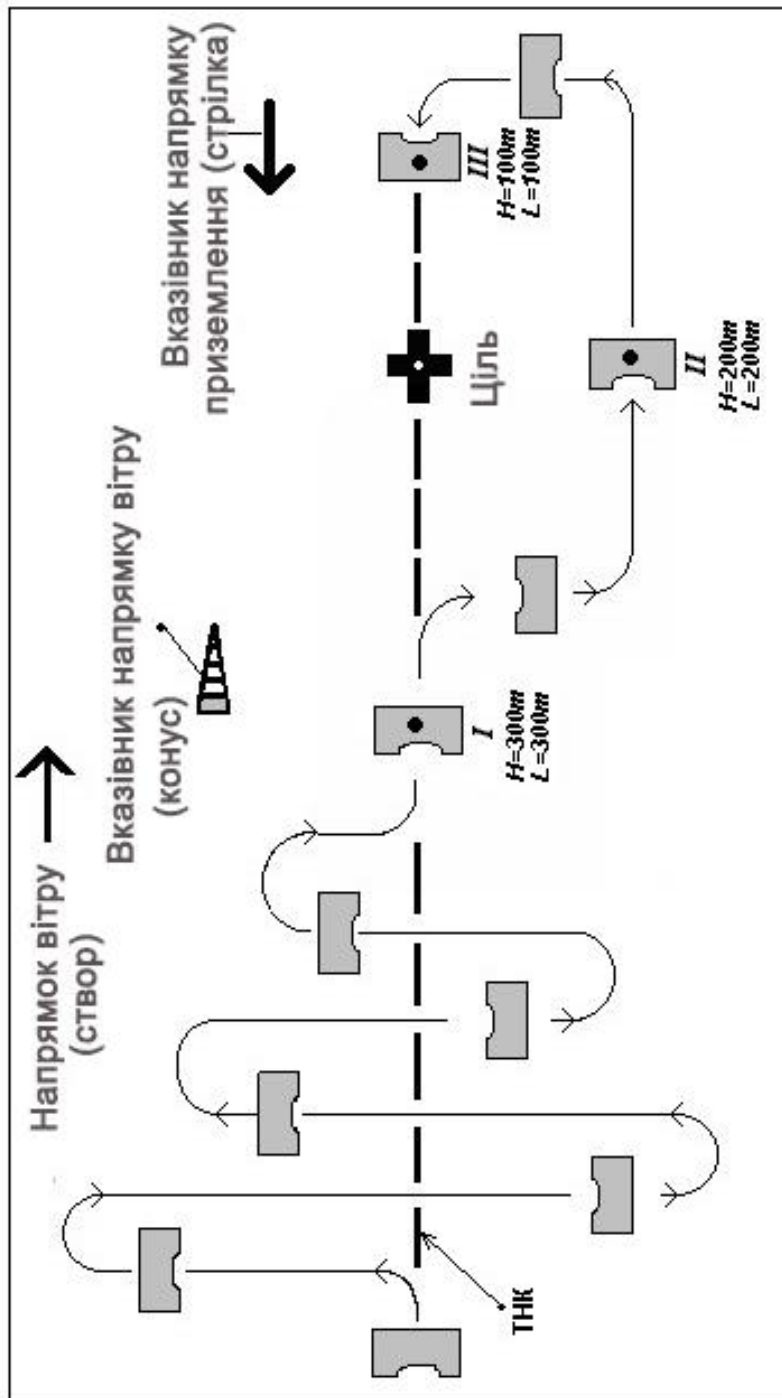 Напрямок вітру
(створ)
Вказівник напрямку вітру
(конус)
Вказівник напрямку
приземлення (стрілка)
ТНК
I
H=300m
L=300m
Ціль
II
H=200m
L=200m
III
H=100m
L=100m